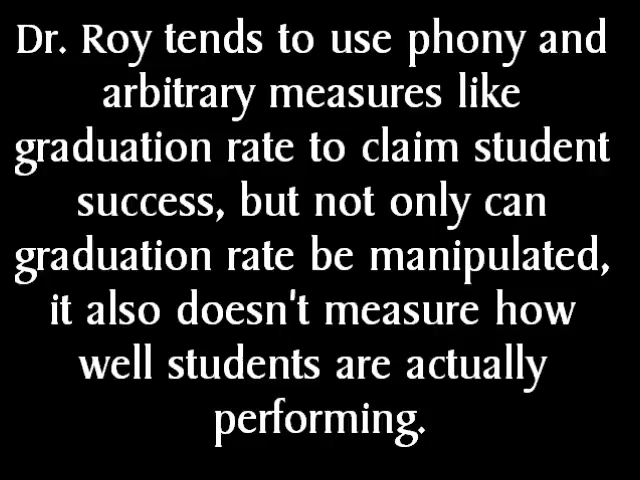 Dr. Roy tends to use phony and
arbitrary measures like
graduation rate to claim student
success, but not only can
graduation rate be manipulated,
it also doesn't measure how
well students are actually
performing.